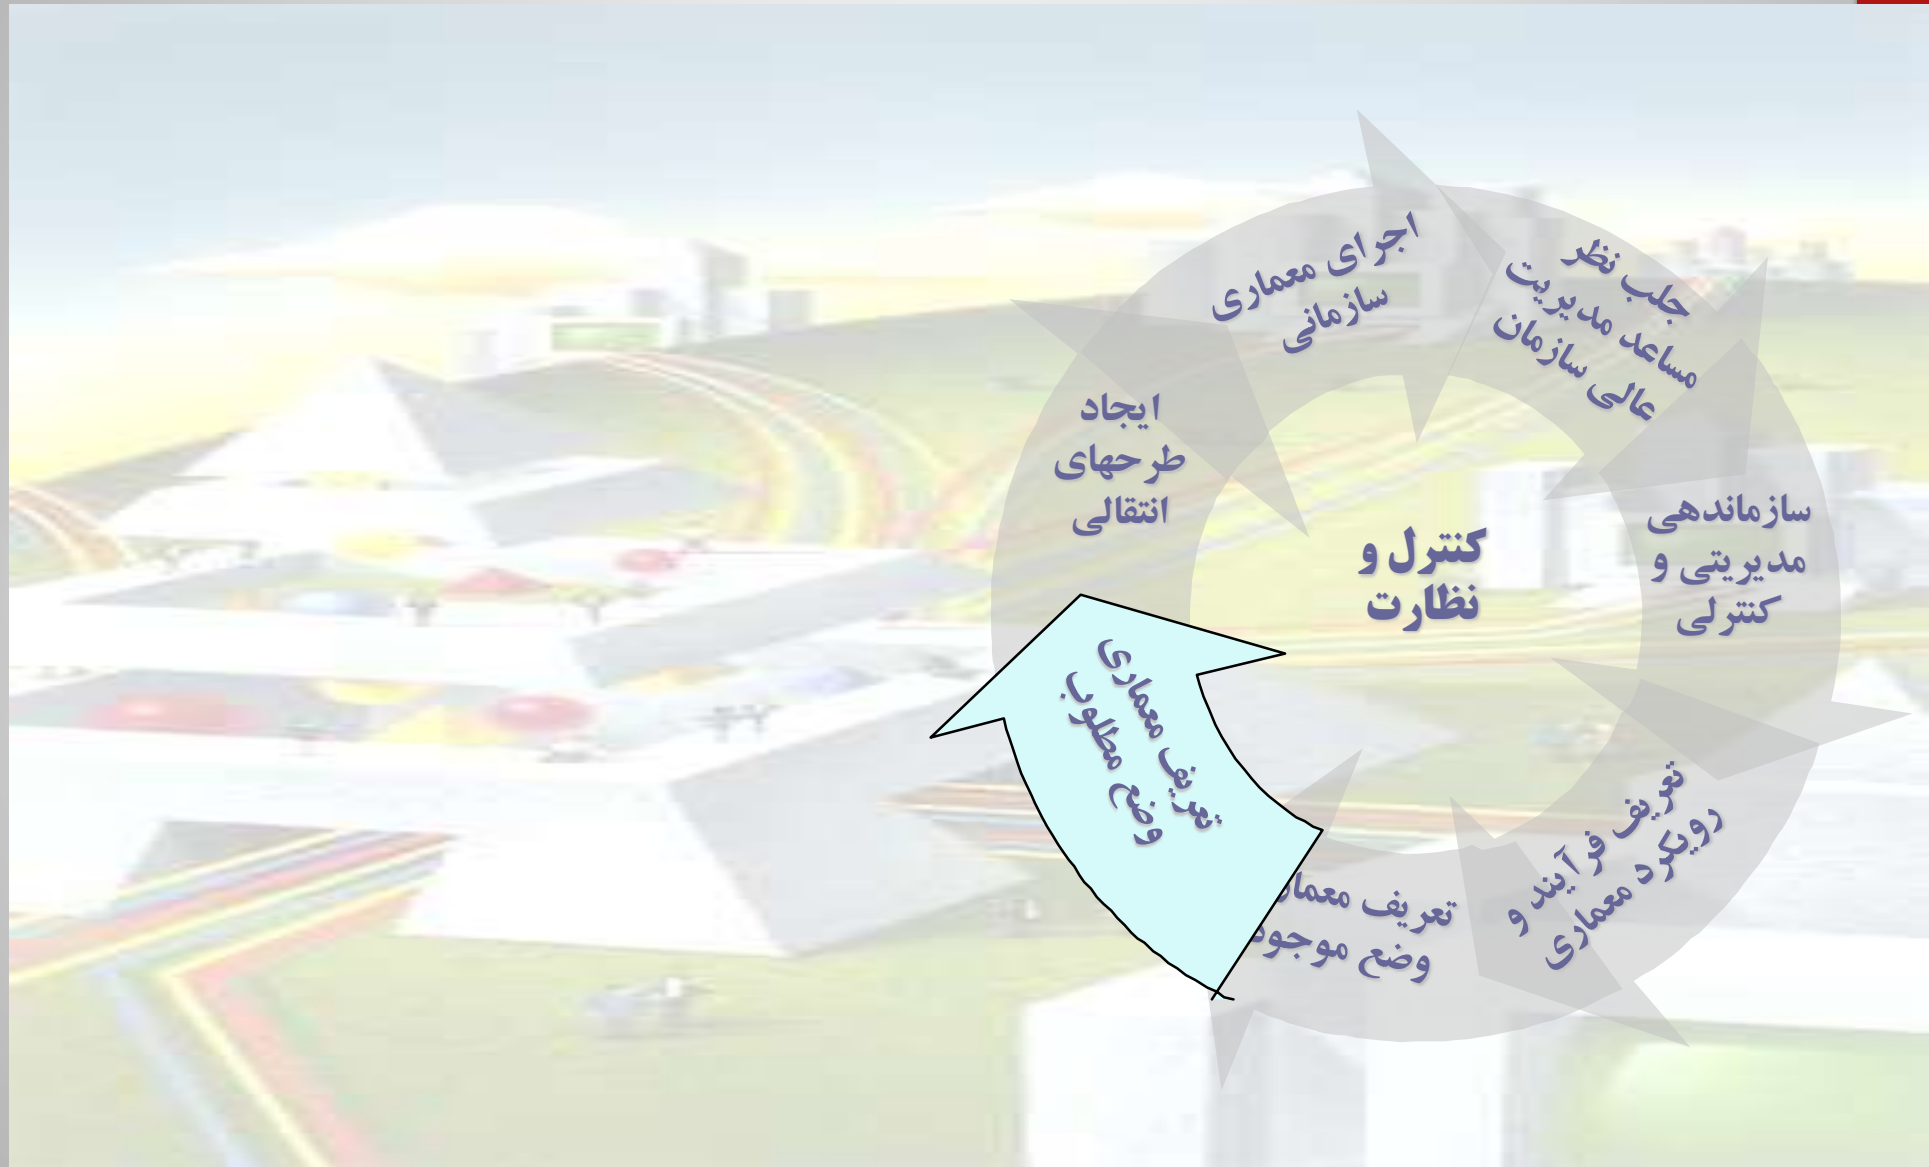 جلب نظر
مساعد مدیریت
عالی سازمان
سازماندهی
مدیریتی و
کنترلی
تعریف فرآیند و
رویکرد معماری
تعریف معما
وضع موجود
تعریف معماری
وضع مطلوب
ایجاد
طرحهای
انتقالی
اجرای معماری
سازمانی
کنترل و
نظارت